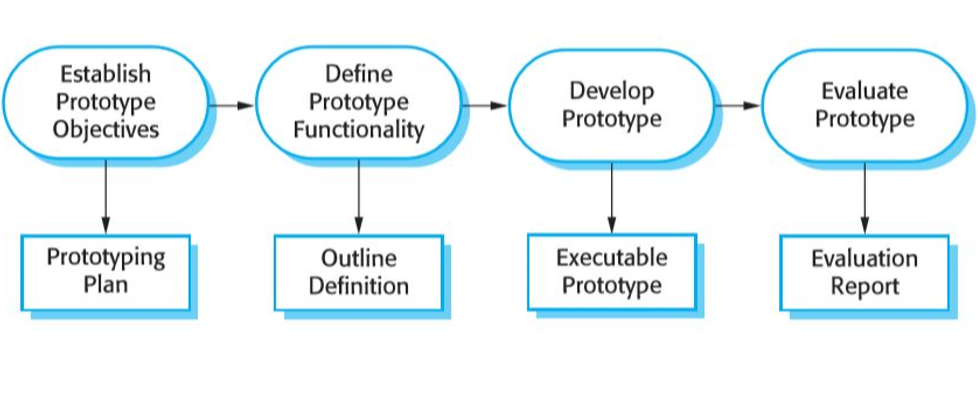 Establish
Prototype
Objectives
Define
Prototype
Functionality
Develop
Prototype
Evaluate
Prototype
Prototyping
Plan
Outline
Definition
Executable
Prototype
Evaluation
Report